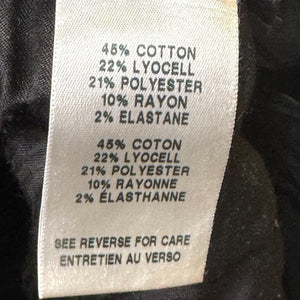 45% COTTON
22% LYOCELL
21% POLYESTER
10% RAYON
2% ELASTANE
45% COTON
22% LYOCELL
21% POLYESTER
10% RAYONNE
2% ÉLASTHANNE
SEE REVERSE FOR CARE
ENTRETIEN AU VERSO